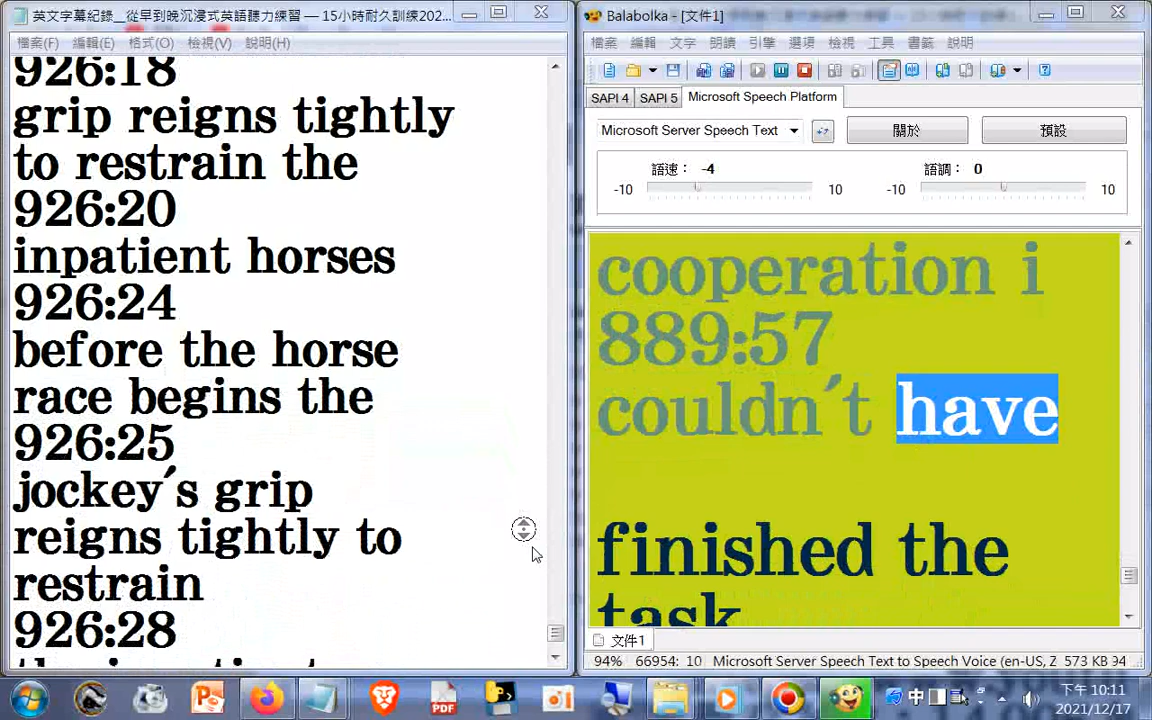 英文字幕紀錄__從早到晚沉浸式英語聽力練習 — 15小時耐久訓練202...
檔案(F) 編輯(E) 格式(O) 檢視(V) 說明(H)
926:18
grip reigns tightly
to restrain the
926:20
inpatient horses
926:24
before the horse
race begins the
926:25
jockey's grip
reigns tightly to
restrain
926:28
Balabolka - [文件1]
檔案 編輯 文字 朗讀 引擎 選項 檢視 工具 書籤 說明
SAPI 4 SAPI 5 Microsoft Speech Platform
Microsoft Server Speech Text 關於 預設
語速： -4 語調： 0
-10 10 -10 10
cooperation i
889:57
couldn't have
finished the
task
文件1
94% 66954: 10 Microsoft Server Speech Text to Speech Voice (en-US, Z 573 KB 94
PDF 中 下午 10:11
2021/12/17